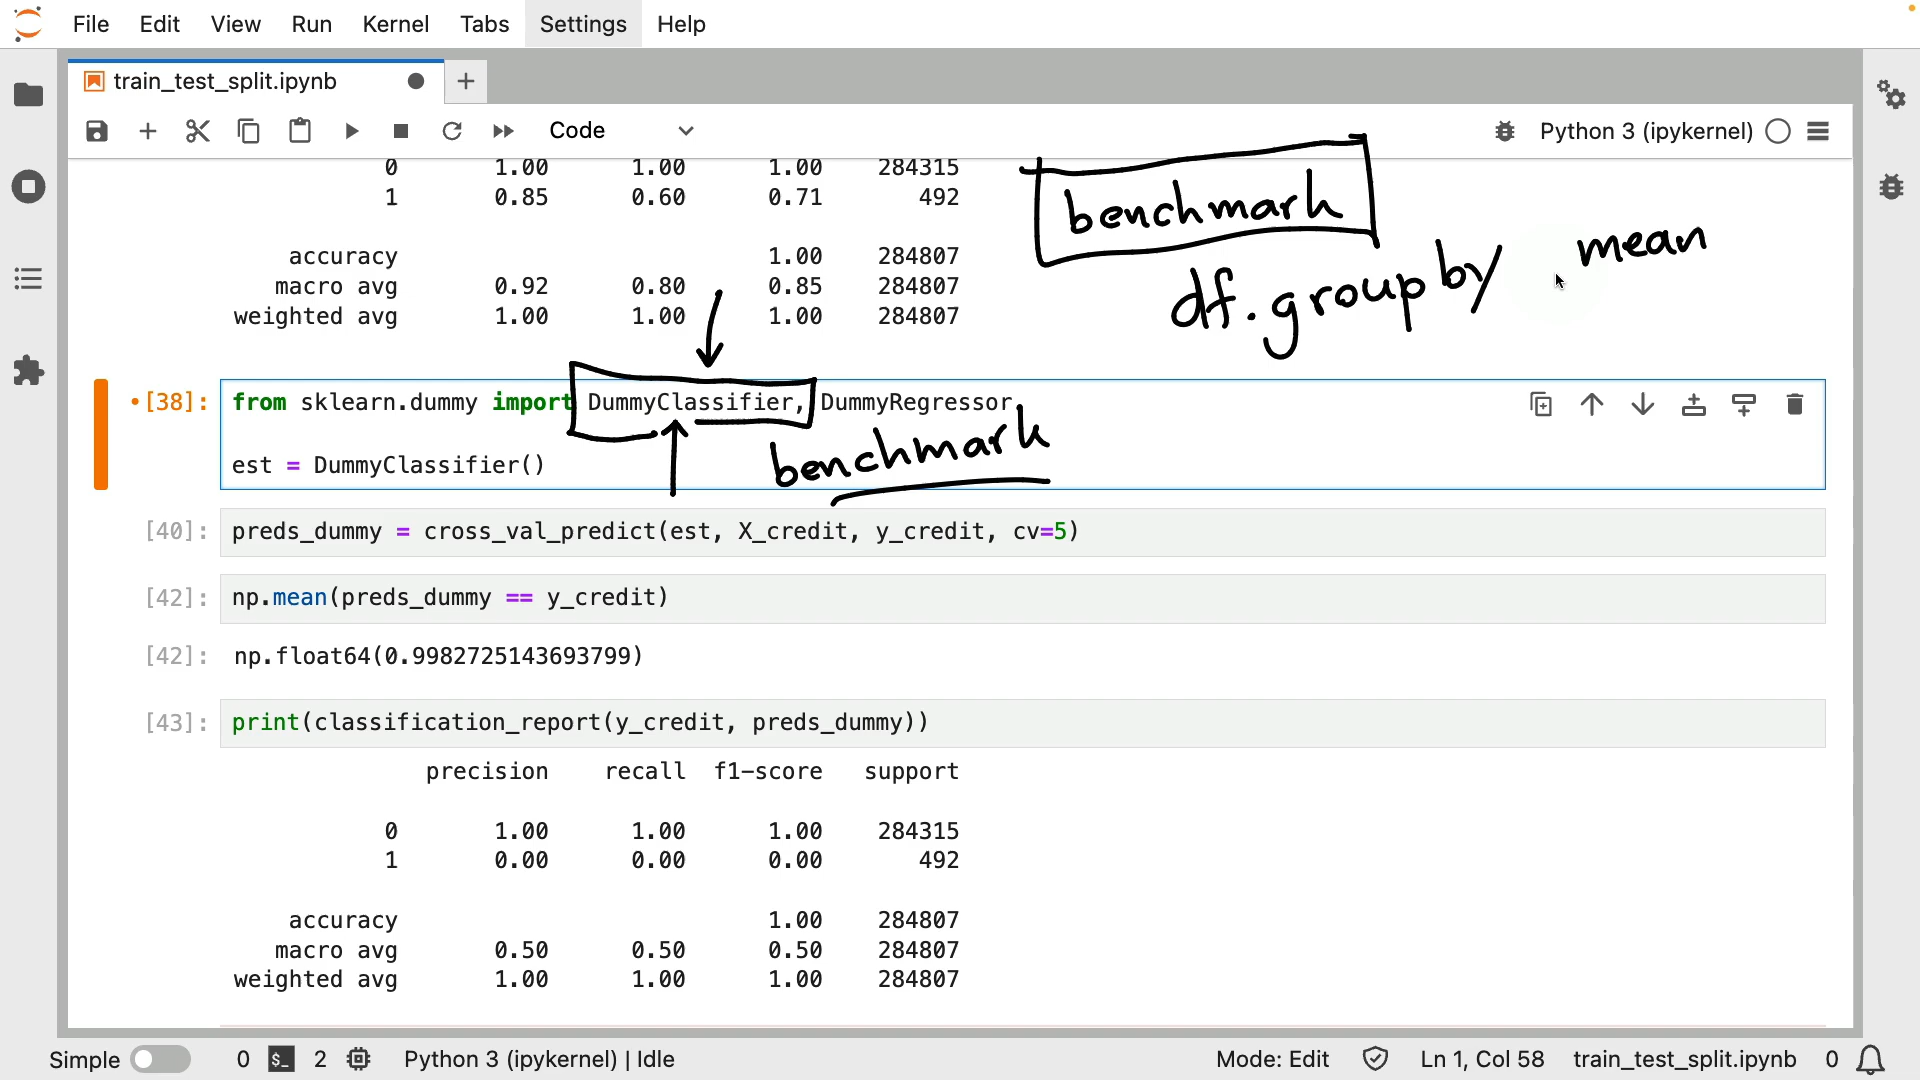 File Edit View Run Kernel Tabs Settings Help
train_test_split.ipynb
Code
Python 3 (ipykernel)
0 1.00 1.00 1.00 284315
1 0.85 0.60 0.71 492
accuracy 1.00 284807
macro avg 0.92 0.80 0.85 284807
weighted avg 1.00 1.00 1.00 284807
benchmark
df.groupby mean
[38]: from sklearn.dummy import DummyClassifier, DummyRegressor
est = DummyClassifier()
benchmark
[40]: preds_dummy = cross_val_predict(est, X_credit, y_credit, cv=5)
[42]: np.mean(preds_dummy == y_credit)
[42]: np.float64(0.9982725143693799)
[43]: print(classification_report(y_credit, preds_dummy))
precision recall f1-score support
0 1.00 1.00 1.00 284315
1 0.00 0.00 0.00 492
accuracy 1.00 284807
macro avg 0.50 0.50 0.50 284807
weighted avg 1.00 1.00 1.00 284807
Simple 0 $_ 2 Python 3 (ipykernel) | Idle Mode: Edit Ln 1, Col 58 train_test_split.ipynb 0